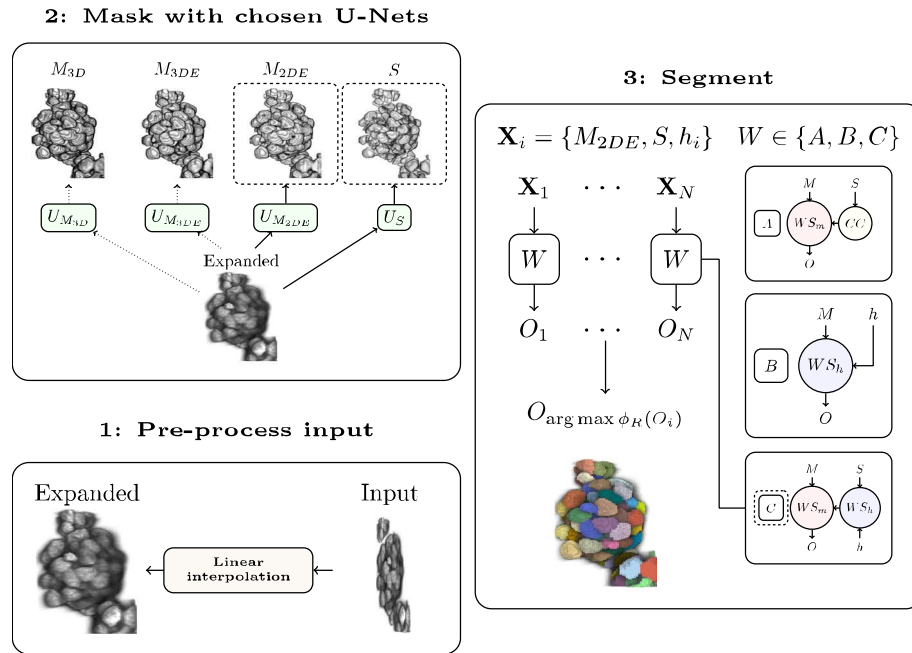 2: Mask with chosen U-Nets
M_{3D} M_{3DE} M_{2DE} S
U_{M_{3D}} U_{M_{3DE}} U_{M_{2DE}} U_S
Expanded
1: Pre-process input
Expanded Input
Linear
interpolation
3: Segment
X_i = {M_{2DE}, S, h_i} W ∈ {A, B, C}
X_1 · · · X_N
W · · · W
O_1 · · · O_N
O_{arg max ϕ_R(O_i)}
M S
A WS_m CC
O
M h
B WS_h
O
M S
C WS_m WS_h
O h